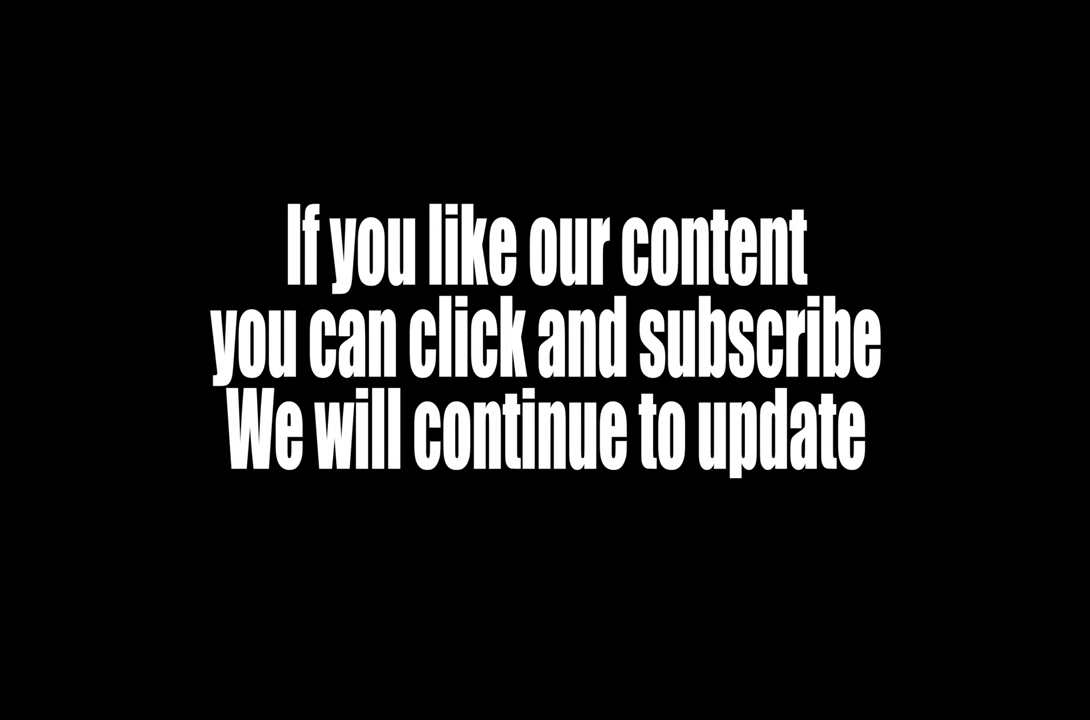 If you like our content
you can click and subscribe
We will continue to update